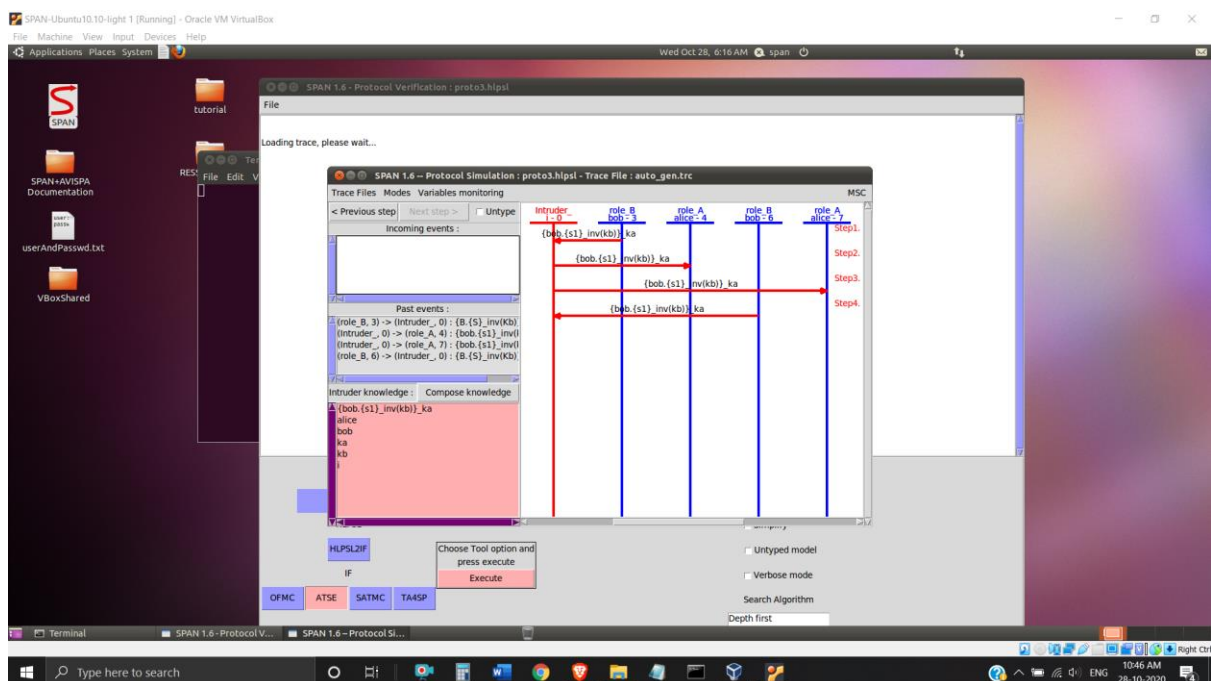 SPAN-Ubuntu10.10-light 1 [Running] - Oracle VM VirtualBox
File Machine View Input Devices Help
Applications Places System
Wed Oct 28, 6:16 AM span
SPAN
tutorial
SPAN+AVISPA
Documentation
userAndPasswd.txt
VBoxShared
RES
Te
File Edit V
SPAN 1.6 - Protocol Verification : proto3.hlpsl
File
Loading trace, please wait...
SPAN 1.6 -- Protocol Simulation : proto3.hlpsl - Trace File : auto_gen.trc
Trace Files Modes Variables monitoring MSC
< Previous step Next step > Untype
Incoming events :
Past events :
(role_B, 3) -> (Intruder_, 0) : {B.{S}_inv(Kb)
(Intruder_, 0) -> (role_A, 4) : {bob.{s1}_inv(
(Intruder_, 0) -> (role_A, 7) : {bob.{s1}_inv(
(role_B, 6) -> (Intruder_, 0) : {B.{S}_inv(Kb)
Intruder knowledge : Compose knowledge
{bob.{s1}_inv(kb)}_ka
alice
bob
ka
kb
i
Intruder_ role_B role_A role_B role_A
i - 0 bob - 3 alice - 4 bob - 6 alice - 7
{bob.{s1}_inv(kb)}_ka Step1.
{bob.{s1}_inv(kb)}_ka Step2.
{bob.{s1}_inv(kb)}_ka Step3.
{bob.{s1}_inv(kb)}_ka Step4.
HLPSL2IF
IF
Choose Tool option and
press execute
Execute
OFMC ATSE SATMC TA4SP
Simplify
Untyped model
Verbose mode
Search Algorithm
Depth first
Terminal SPAN 1.6 - Protocol V... SPAN 1.6 -- Protocol Si...
Right Ctrl
Type here to search
ENG
10:46 AM
28-10-2020